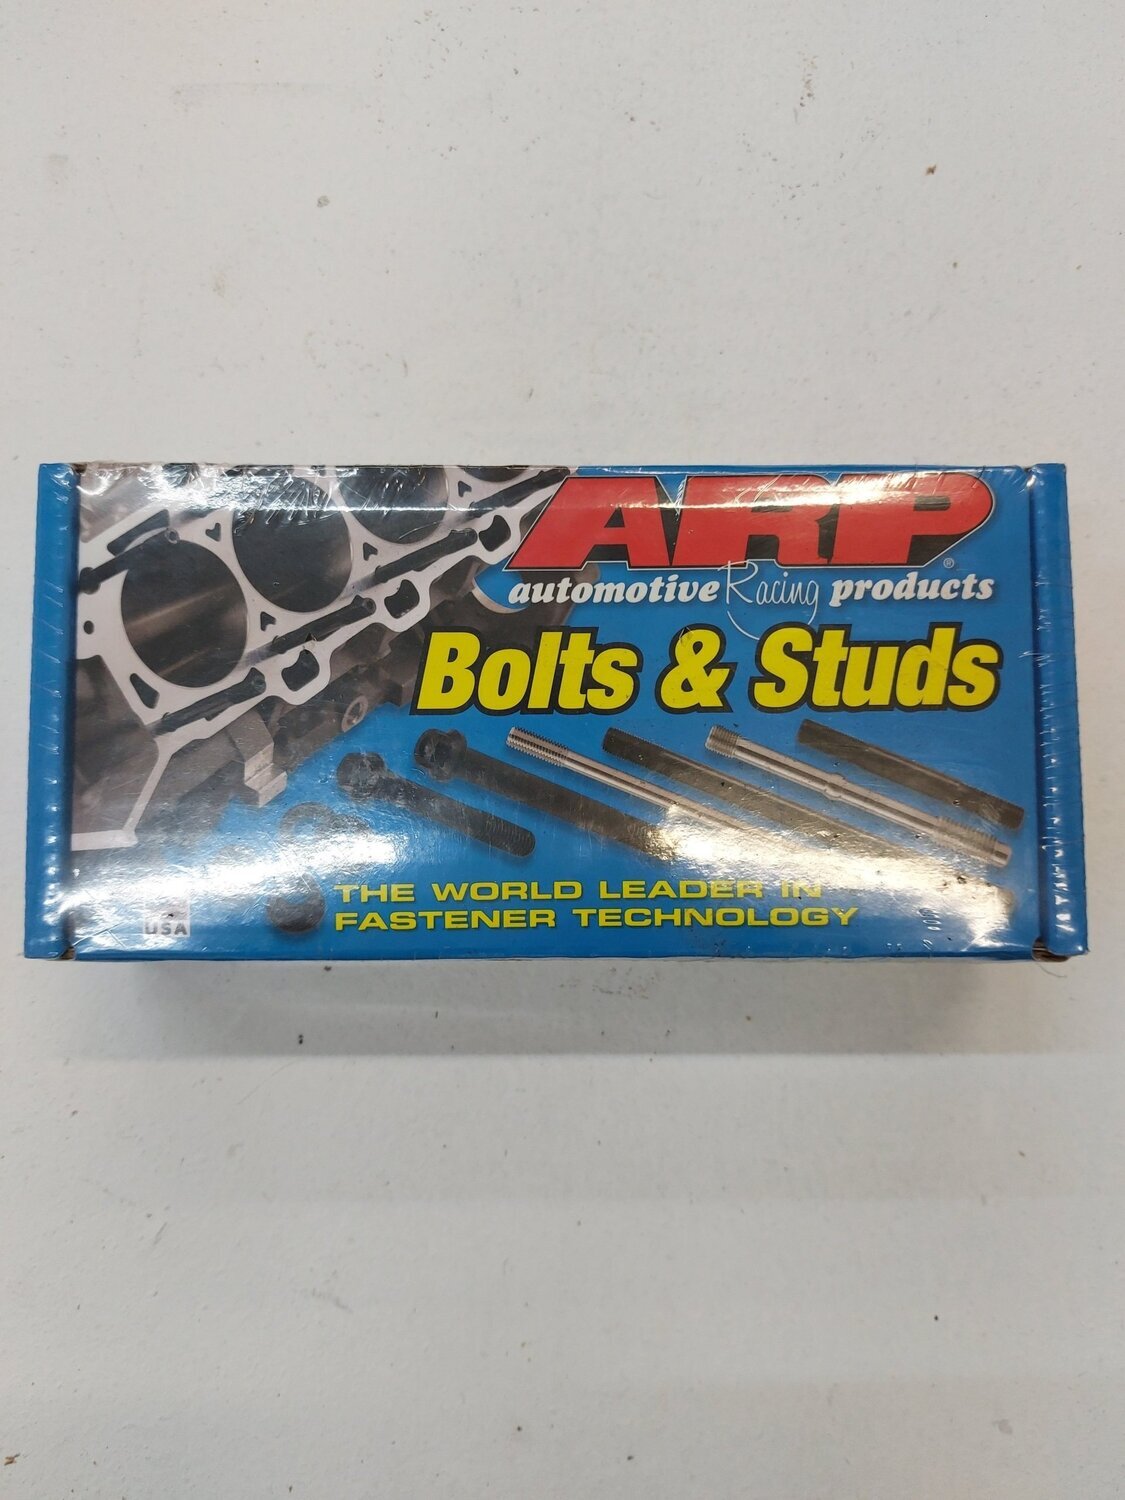 ARP
automotive Racing products
Bolts & Studs
THE WORLD LEADER IN
FASTENER TECHNOLOGY
USA